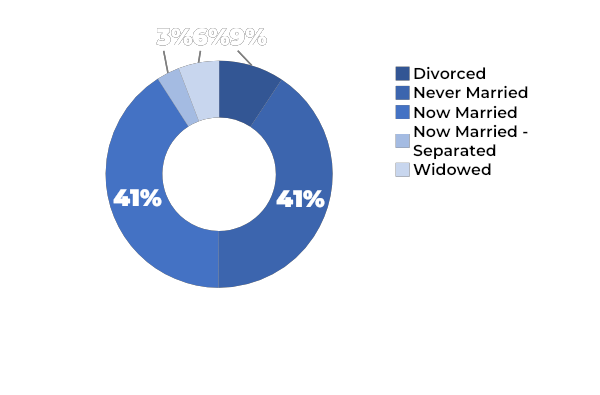 3% 6% 9%
Divorced
Never Married
Now Married
Now Married -
Separated
Widowed
41% 41%